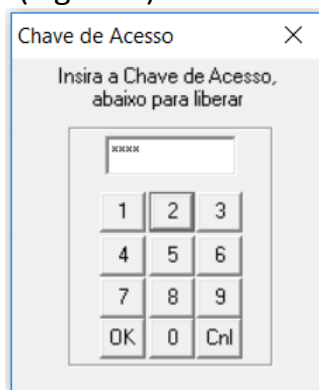 Chave de Acesso
Insira a Chave de Acesso,
abaixo para liberar
xxxx
1 2 3
4 5 6
7 8 9
OK 0 Cnl